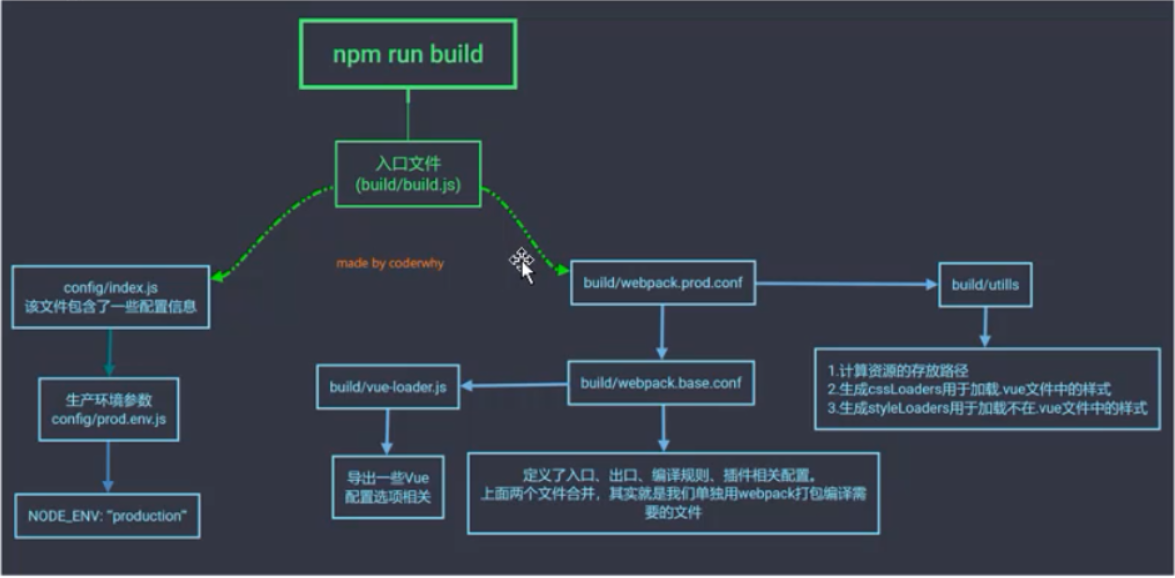 npm run build
入口文件
(build/build.js)
made by coderwhy
config/index.js
该文件包含了一些配置信息
build/webpack.prod.conf
build/utills
生产环境参数
config/prod.env.js
build/vue-loader.js
build/webpack.base.conf
1.计算资源的存放路径
2.生成cssLoaders用于加载.vue文件中的样式
3.生成styleLoaders用于加载不在.vue文件中的样式
NODE_ENV: "production"
导出一些Vue
配置选项相关
定义了入口、出口、编译规则、插件相关配置。
上面两个文件合并，其实就是我们单独用webpack打包编译需
要的文件